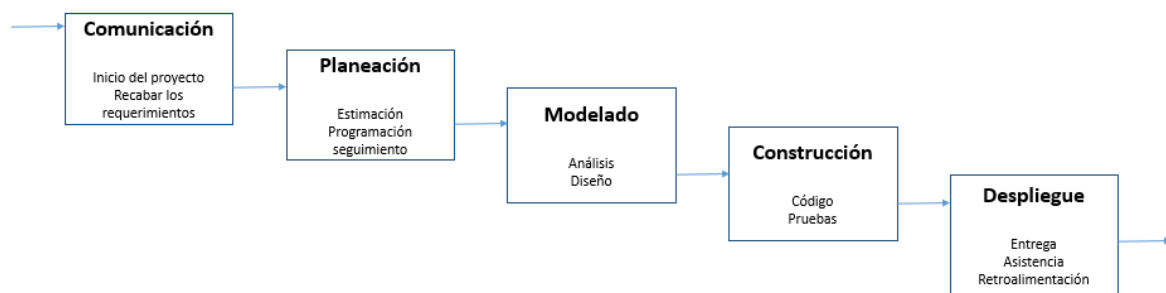 Comunicación
Inicio del proyecto
Recabar los
requerimientos
Planeación
Estimación
Programación
seguimiento
Modelado
Análisis
Diseño
Construcción
Código
Pruebas
Despliegue
Entrega
Asistencia
Retroalimentación